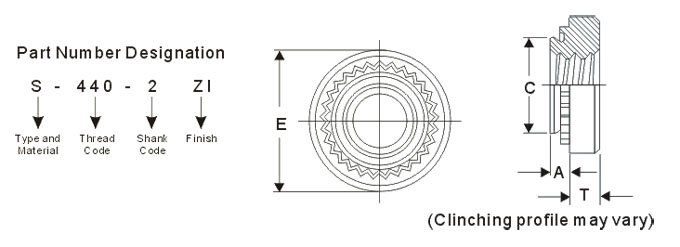 Part Number Designation
S - 440 - 2 ZI
Type and Material
Thread Code
Shank Code
Finish
E
C
A
T
(Clinching profile may vary)